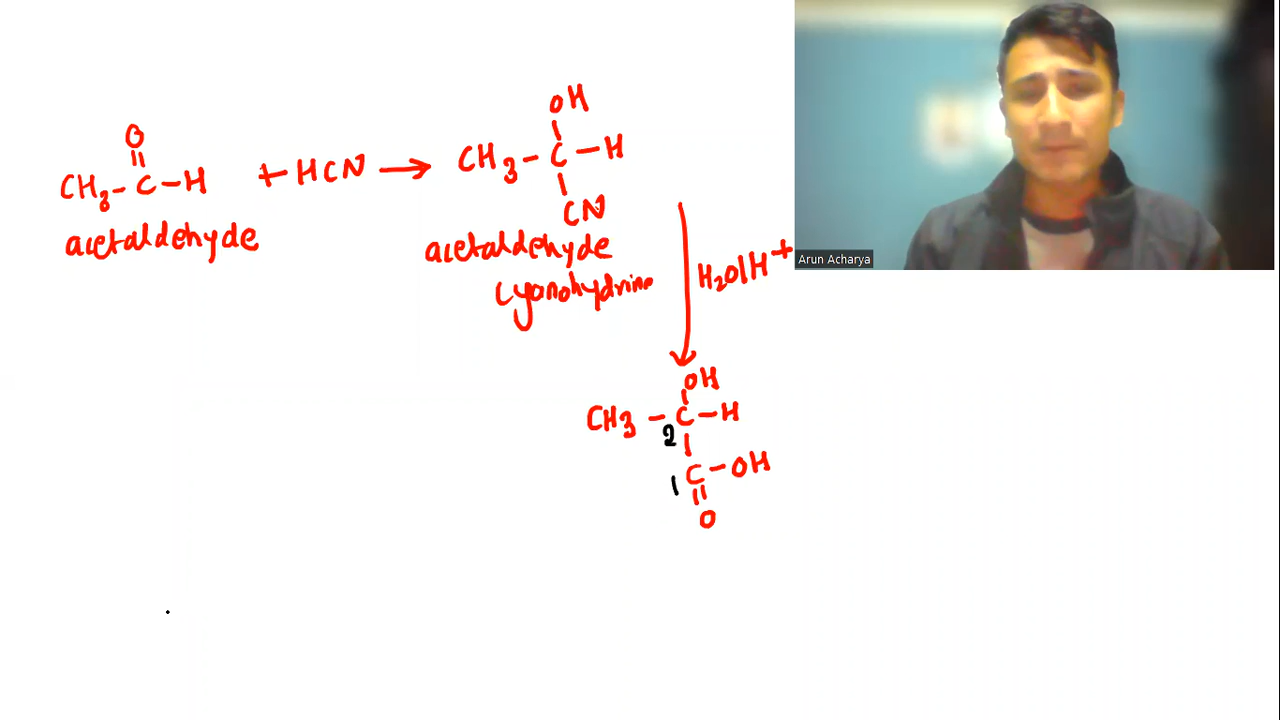 O
||
CH3-C-H + HCN →
acetaldehyde
OH
CH3-C-H
CN
acetaldehyde
cyanohydrine
H2O/H+
OH
CH3-C-H
2
C-OH
1
||
O
Arun Acharya